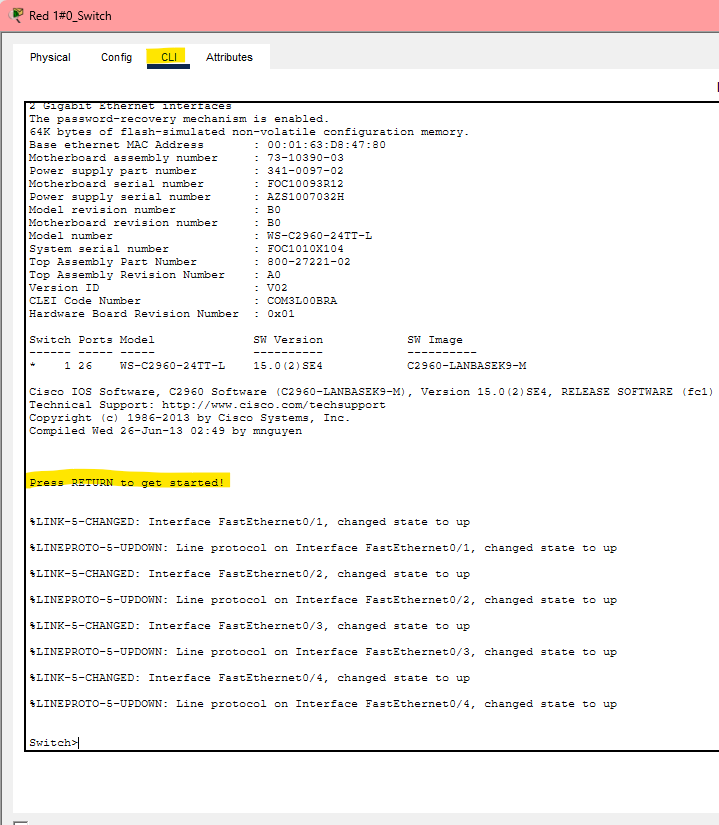 Red 1#0_Switch
Physical Config CLI Attributes
2 Gigabit Ethernet interfaces
The password-recovery mechanism is enabled.
64K bytes of flash-simulated non-volatile configuration memory.
Base ethernet MAC Address : 00:01:63:D8:47:80
Motherboard assembly number : 73-10390-03
Power supply part number : 341-0097-02
Motherboard serial number : FOC10093R12
Power supply serial number : AZS1007032H
Model revision number : B0
Motherboard revision number : B0
Model number : WS-C2960-24TT-L
System serial number : FOC1010X104
Top Assembly Part Number : 800-27221-02
Top Assembly Revision Number : A0
Version ID : V02
CLEI Code Number : COM3L00BRA
Hardware Board Revision Number : 0x01
Switch Ports Model SW Version SW Image
------ ----- ----- ---------- ----------
* 1 26 WS-C2960-24TT-L 15.0(2)SE4 C2960-LANBASEK9-M
Cisco IOS Software, C2960 Software (C2960-LANBASEK9-M), Version 15.0(2)SE4, RELEASE SOFTWARE (fc1)
Technical Support: http://www.cisco.com/techsupport
Copyright (c) 1986-2013 by Cisco Systems, Inc.
Compiled Wed 26-Jun-13 02:49 by mnguyen
Press RETURN to get started!
%LINK-5-CHANGED: Interface FastEthernet0/1, changed state to up
%LINEPROTO-5-UPDOWN: Line protocol on Interface FastEthernet0/1, changed state to up
%LINK-5-CHANGED: Interface FastEthernet0/2, changed state to up
%LINEPROTO-5-UPDOWN: Line protocol on Interface FastEthernet0/2, changed state to up
%LINK-5-CHANGED: Interface FastEthernet0/3, changed state to up
%LINEPROTO-5-UPDOWN: Line protocol on Interface FastEthernet0/3, changed state to up
%LINK-5-CHANGED: Interface FastEthernet0/4, changed state to up
%LINEPROTO-5-UPDOWN: Line protocol on Interface FastEthernet0/4, changed state to up
Switch>